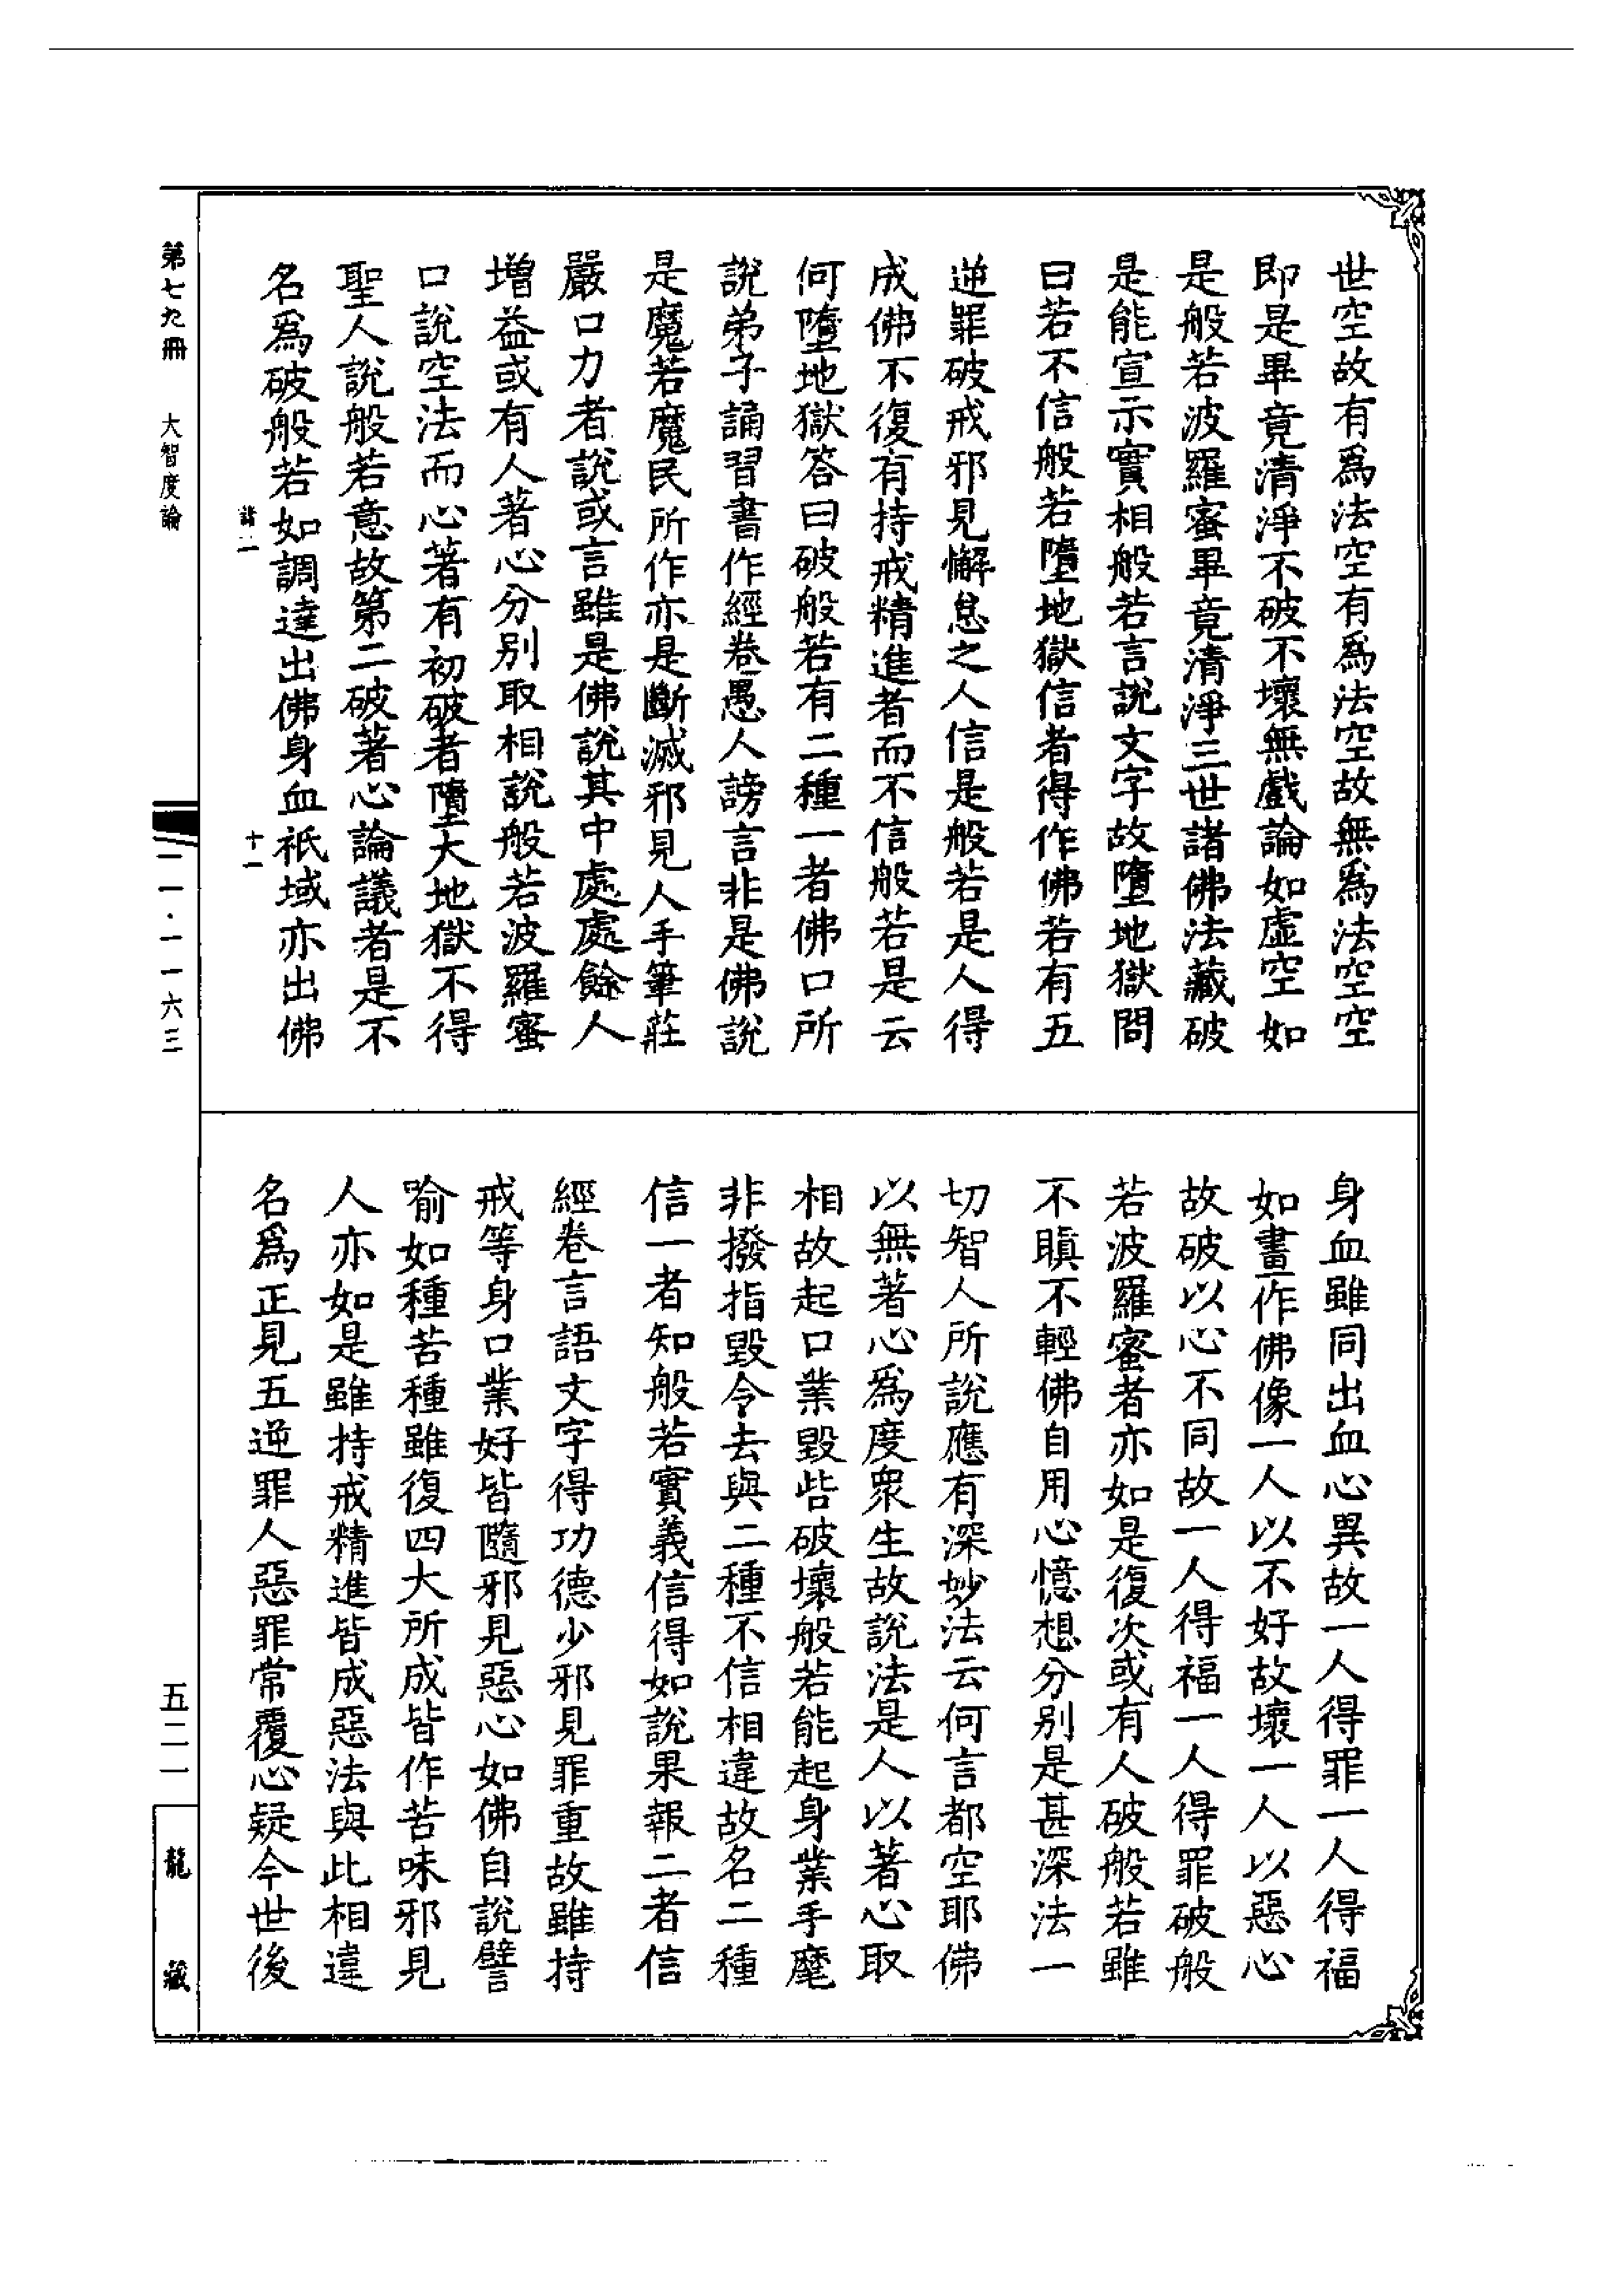 世空故有爲法空有爲法空故無爲法空空
即是畢竟清淨不破不壞無戲論如虛空如
是般若波羅蜜畢竟清淨三世諸佛法藏破
是能宣示實相般若言說文字故墮地獄問
曰若不信般若墮地獄信者得作佛若有五
逆罪破戒邪見懈怠之人信是般若是人得
成佛不復有持戒精進者而不信般若是云
何墮地獄答曰破般若有二種一者佛口所
說弟子誦習書作經卷愚人謗言非是佛說
是魔若魔民所作亦是斷滅邪見人手筆莊
嚴口力者說或言雖是佛說其中處處餘人
增益或有人著心分別取相說般若波羅蜜
口說空法而心著有初破者墮大地獄不得
聖人說般若意故第二破著心論議者是不
名爲破般若如調達出佛身血祇域亦出佛
身血雖同出血心異故一人得罪一人得福
如畫作佛像一人以不好故壞一人以惡心
故破以心不同故一人得福一人得罪破般
若波羅蜜者亦如是復次或有人破般若雖
不瞋不輕佛自用心憶想分別是甚深法一
切智人所說應有深妙法云何言都空耶佛
以無著心爲度衆生故說法是人以著心取
相故起口業毀呰破壞般若能起身業手麾
非撥指毀令去與二種不信相違故名二種
信一者知般若實義信得如說果報二者信
經卷言語文字得功德少邪見罪重故雖持
戒等身口業好皆隨邪見惡心如佛自說譬
喻如種苦種雖復四大所成皆作苦味邪見
人亦如是雖持戒精進皆成惡法與此相違
名爲正見五逆罪人惡罪常覆心疑今世後
諸二
十一
第七九冊 大智度論
一一·一一六三
五二一
龍藏